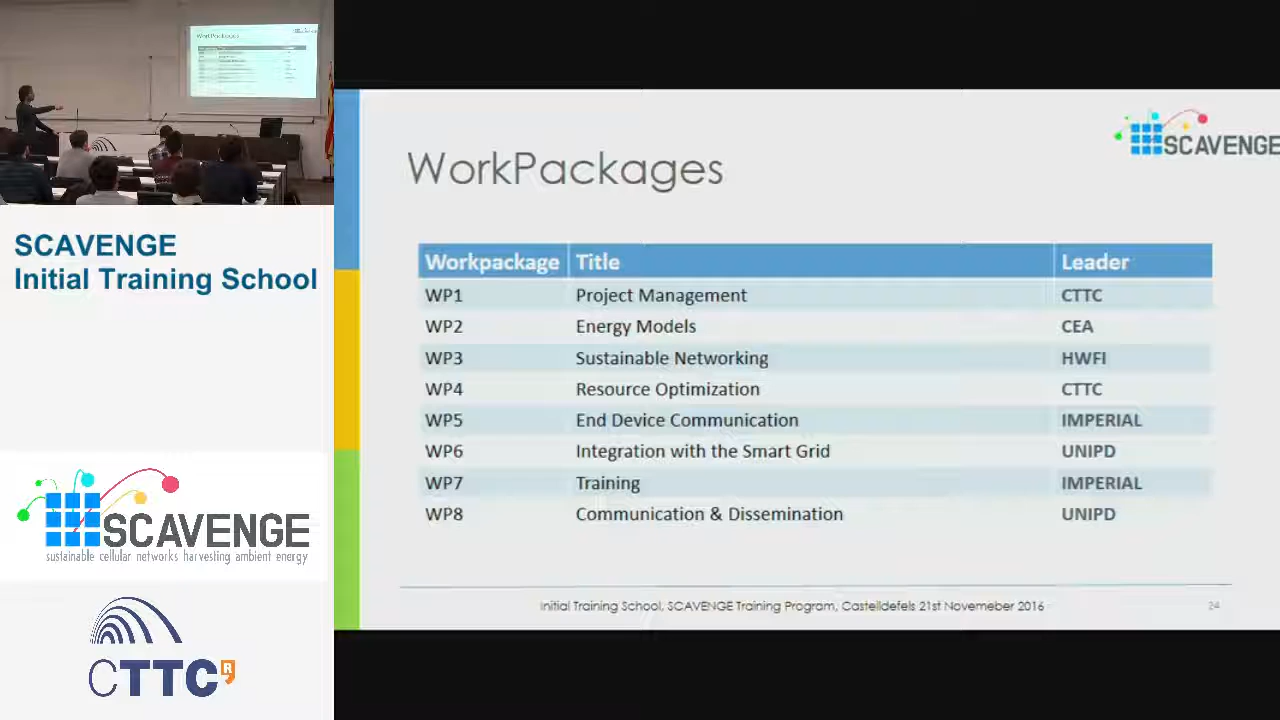 WorkPackages
SCAVENGE
Initial Training School
SCAVENGE
sustainable cellular networks harvesting ambient energy
CTTC
R
WorkPackages
SCAVENGE
Workpackage Title Leader
WP1 Project Management CTTC
WP2 Energy Models CEA
WP3 Sustainable Networking HWFI
WP4 Resource Optimization CTTC
WP5 End Device Communication IMPERIAL
WP6 Integration with the Smart Grid UNIPD
WP7 Training IMPERIAL
WP8 Communication & Dissemination UNIPD
Initial Training School, SCAVENGE Training Program, Castelldefels 21st Novemeber 2016
24